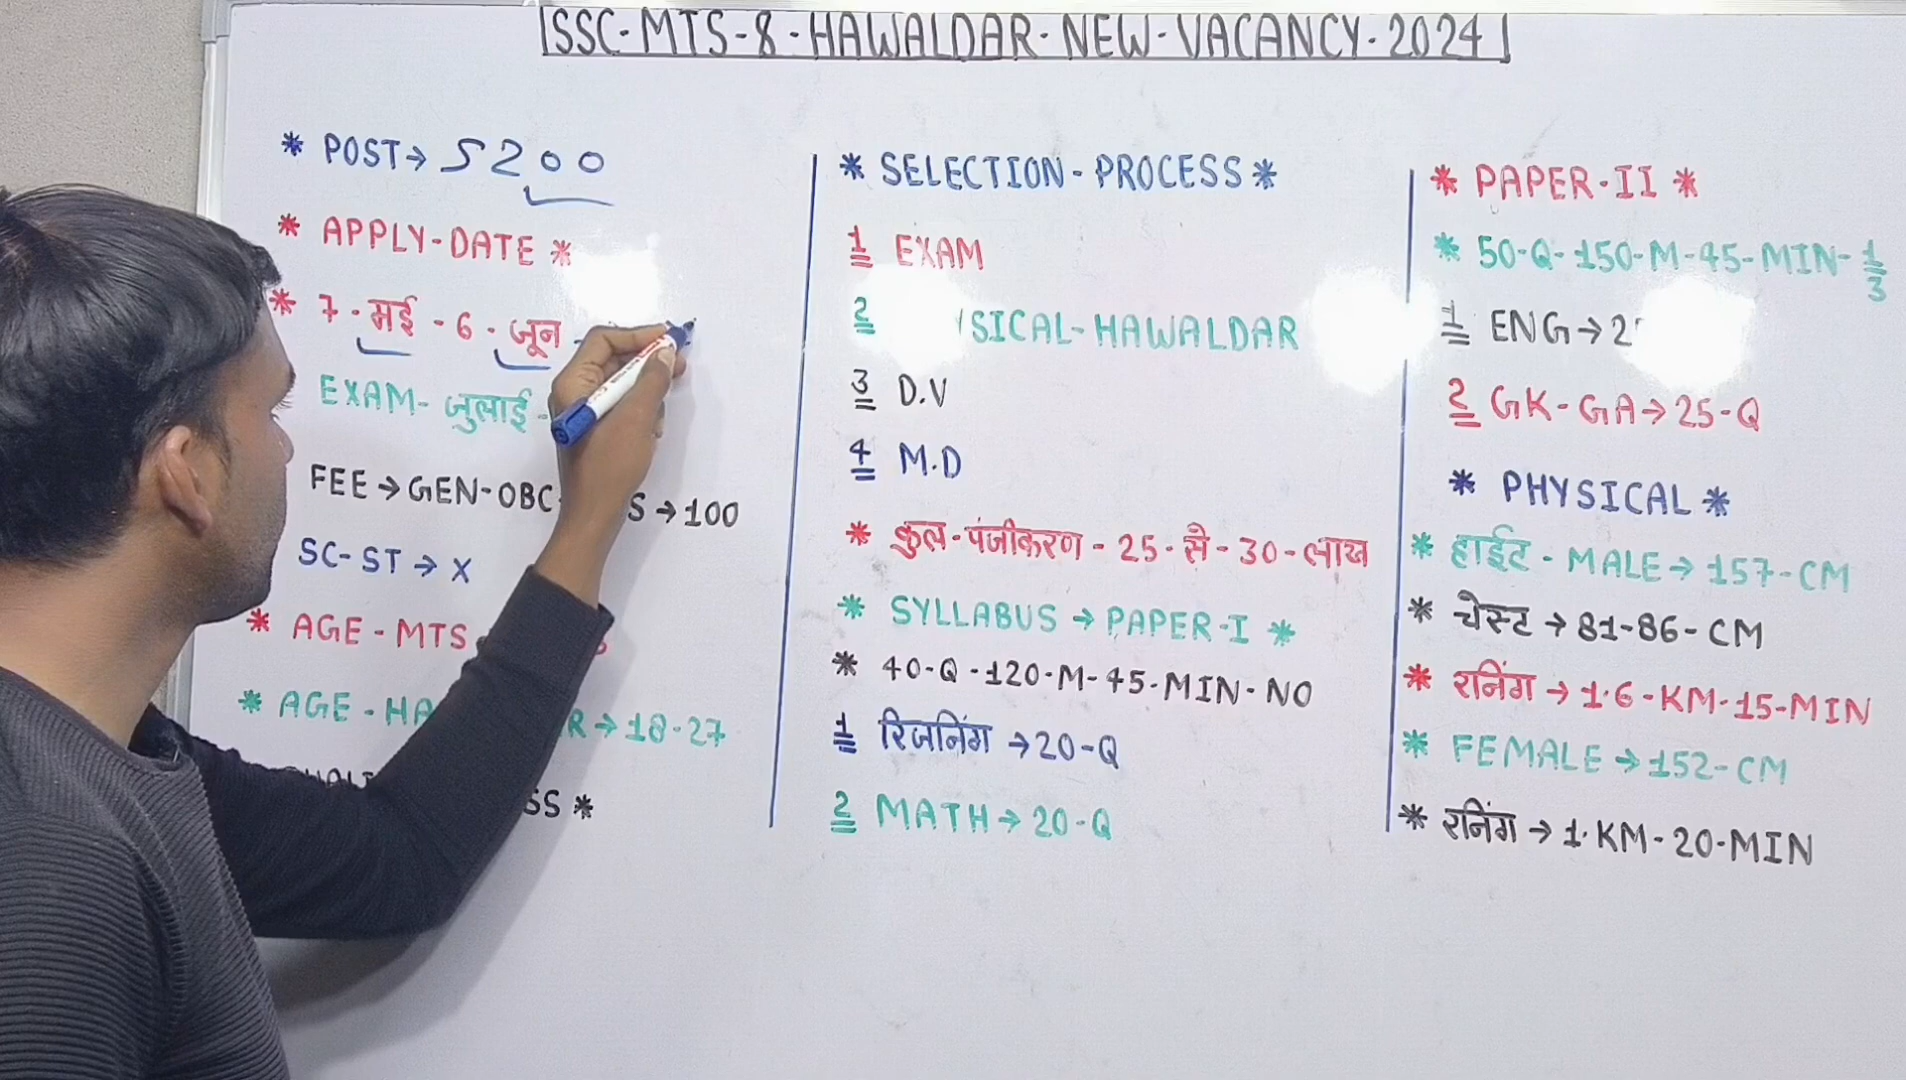 SSC-MTS-8-HAWALDAR-NEW-VACANCY-2024
* POST→ 5200
* APPLY-DATE *
* 7-मई-6-जून-
EXAM-जुलाई-
FEE→GEN-OBC S→100
SC-ST→X
* AGE-MTS
* AGE- R→18-27
SS *
* SELECTION-PROCESS *
1 EXAM
2 SICAL-HAWALDAR
3 D.V
4 M.D
* कुल-पंजीकरण-25-से-30-लाख
* SYLLABUS→PAPER-I *
* 40-Q-120-M-45-MIN-NO
1 रिजनिंग→20-Q
2 MATH→20-Q
* PAPER-II *
* 50-Q-150-M-45-MIN-1/3
1 ENG→2
2 GK-GA→25-Q
* PHYSICAL *
* हाईट-MALE→157-CM
* चेस्ट→81-86-CM
* रनिंग→1.6-KM-15-MIN
* FEMALE→152-CM
* रनिंग→1.KM-20-MIN